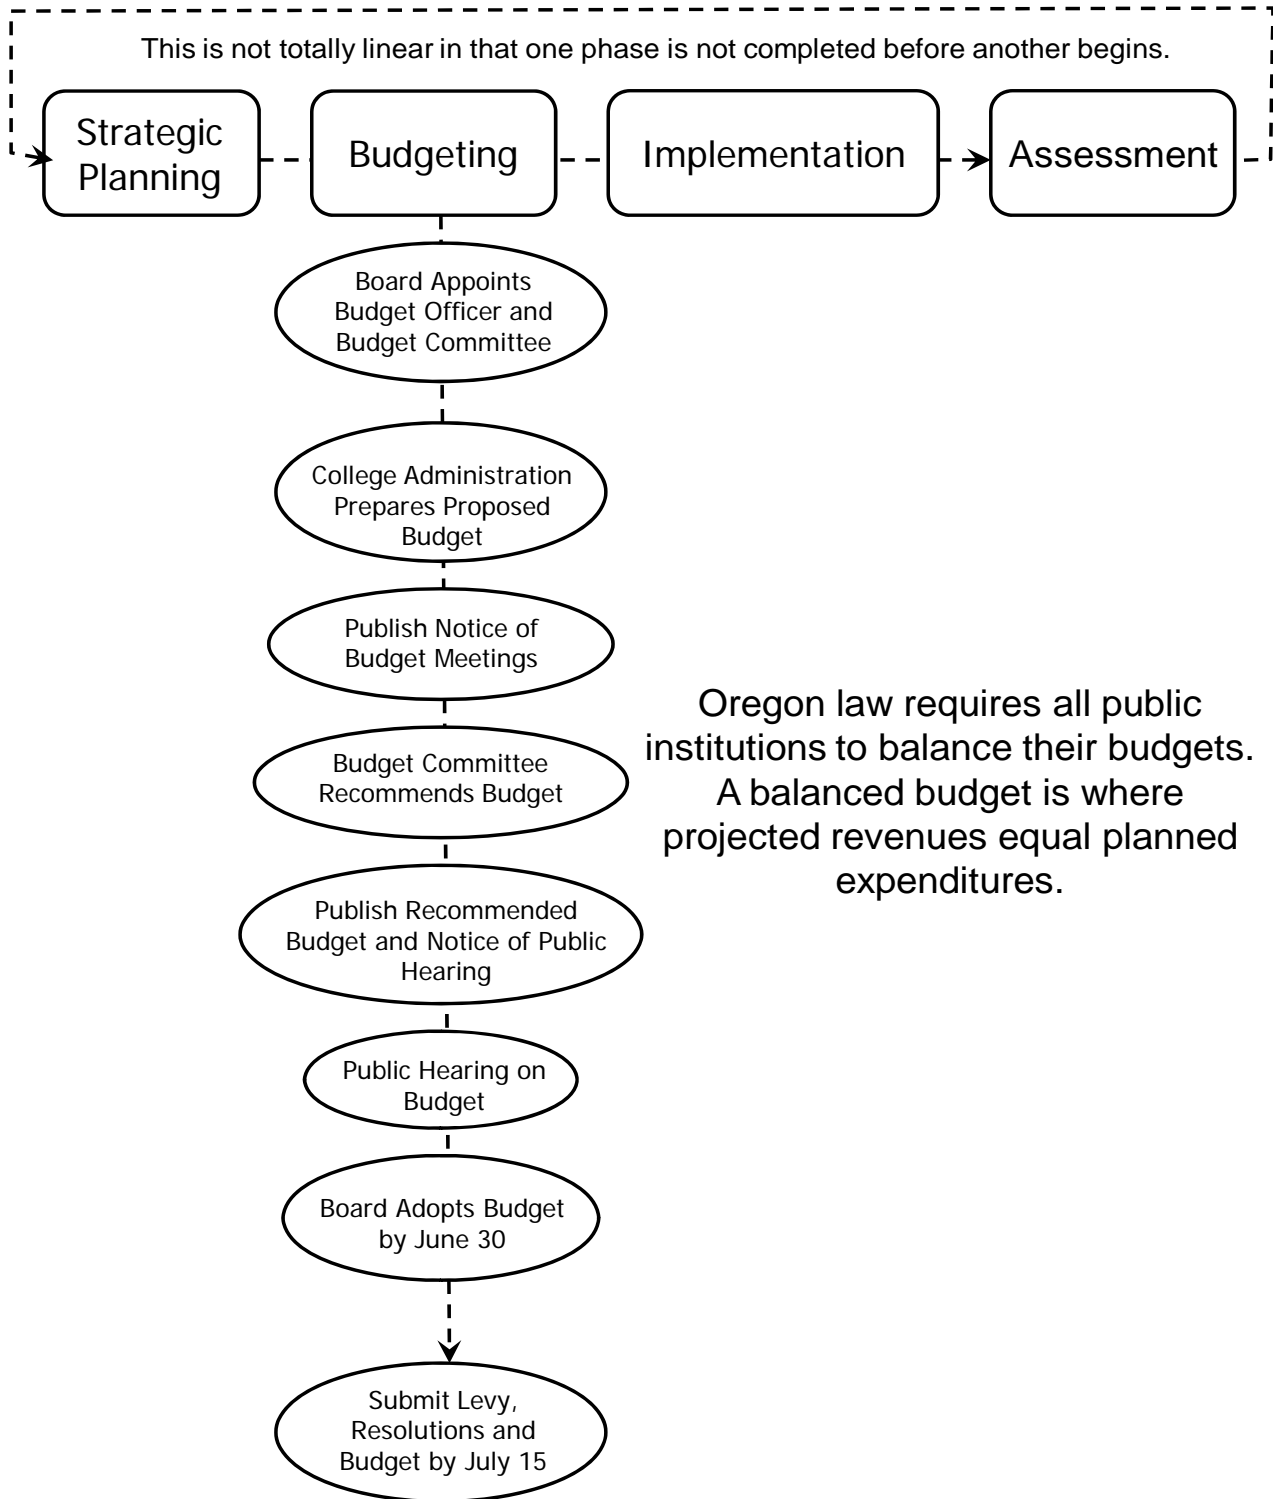 This is not totally linear in that one phase is not completed before another begins.
Strategic
Planning
Budgeting
Implementation
Assessment
Board Appoints
Budget Officer and
Budget Committee
College Administration
Prepares Proposed
Budget
Publish Notice of
Budget Meetings
Budget Committee
Recommends Budget
Oregon law requires all public
institutions to balance their budgets.
A balanced budget is where
projected revenues equal planned
expenditures.
Publish Recommended
Budget and Notice of Public
Hearing
Public Hearing on
Budget
Board Adopts Budget
by June 30
Submit Levy,
Resolutions and
Budget by July 15